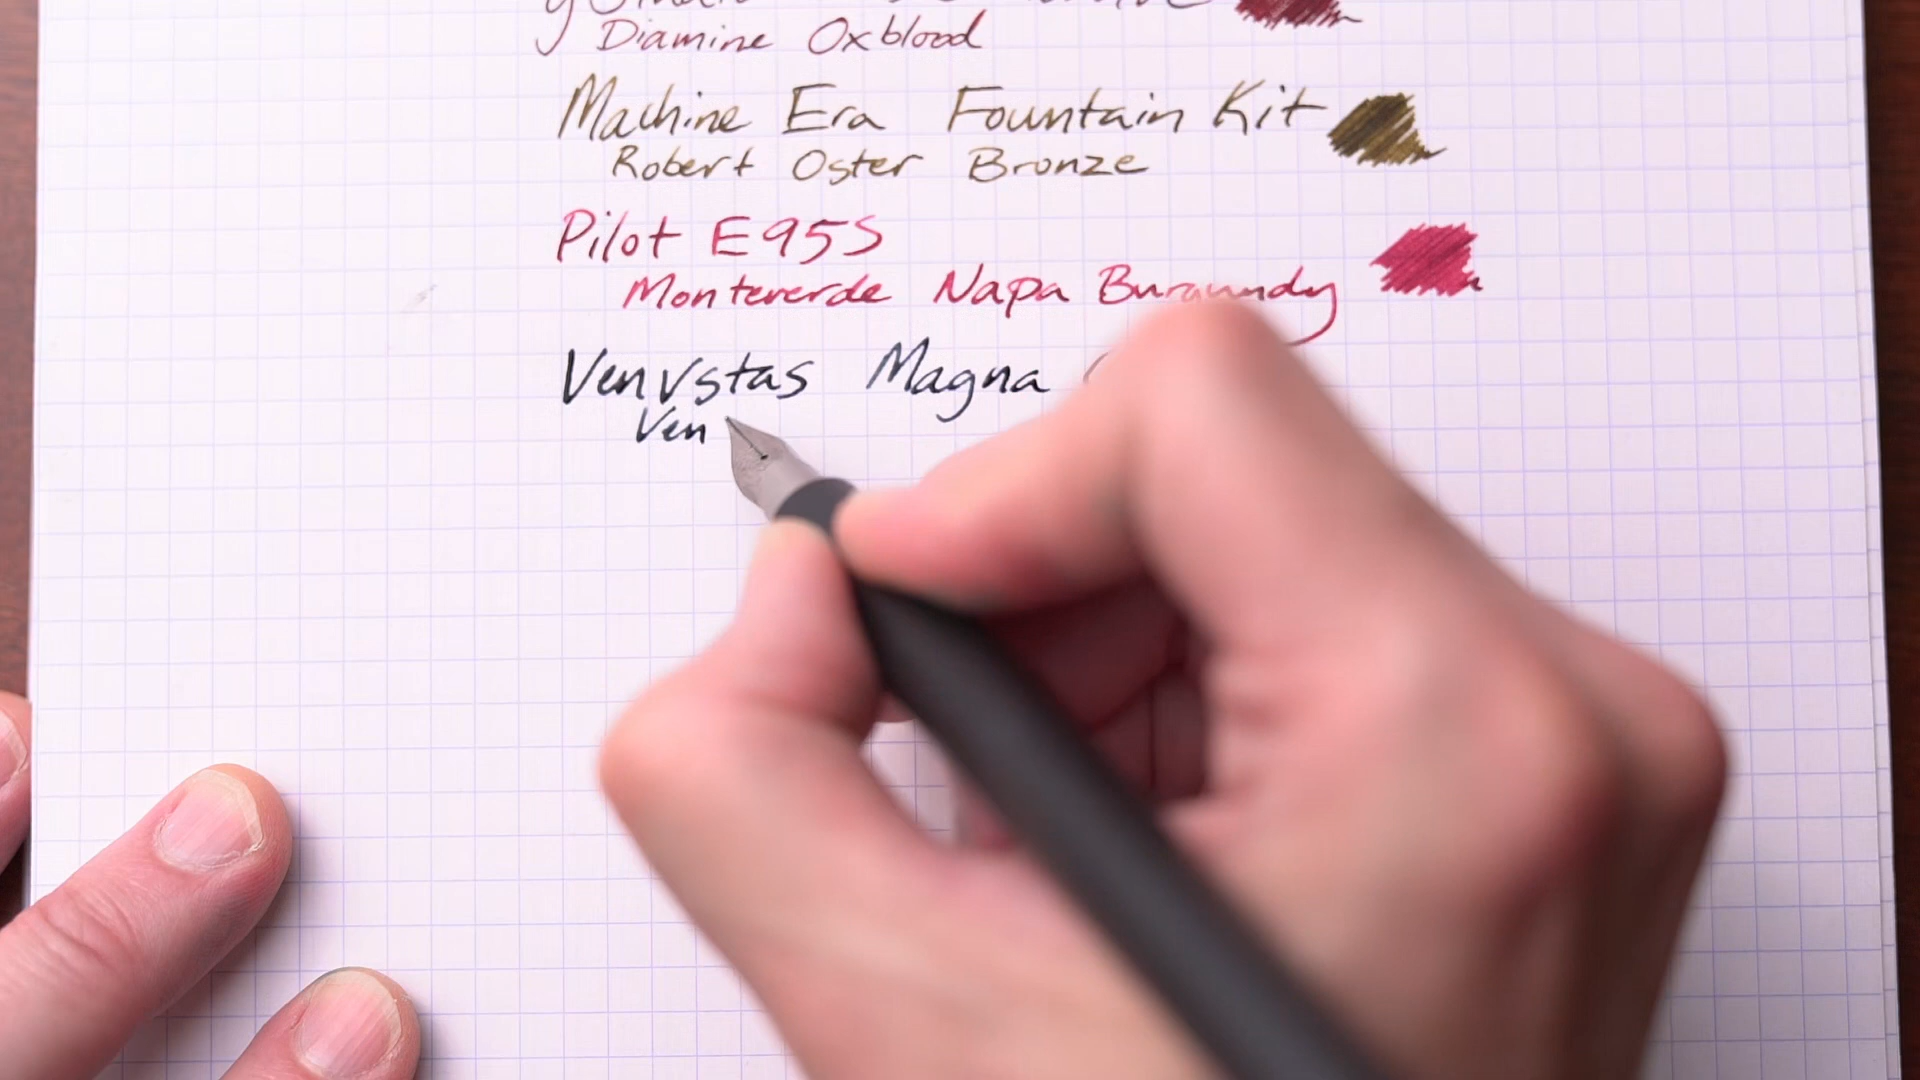 Diamine Oxblood
Machine Era Fountain Kit
Robert Oster Bronze
Pilot E95S
Monteverde Napa Burgundy
Venvstas Magna
Ven